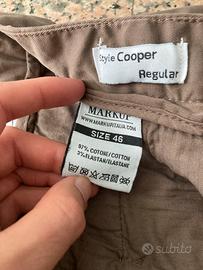 Style Cooper
Regular
MARKUP
WWW.MARKUPITALIA.COM
SIZE 46
97% COTONE/COTTON
3% ELASTAN/ELASTANE
subito